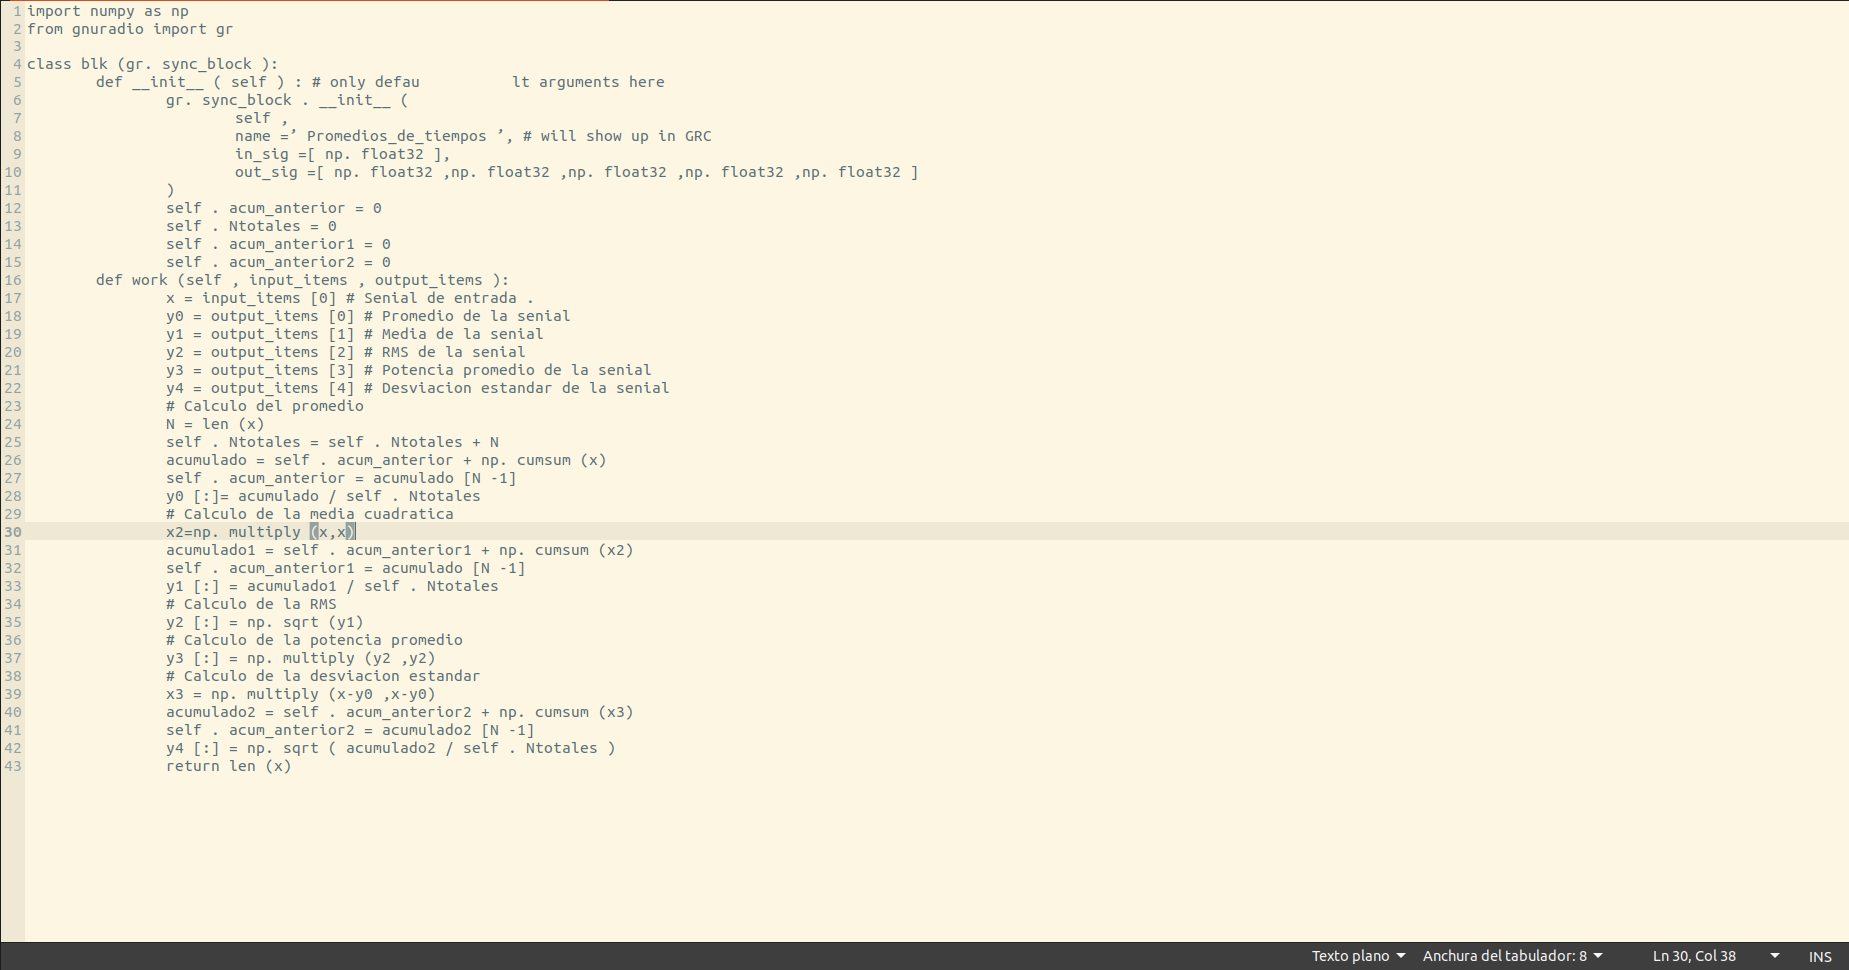 1 import numpy as np
2 from gnuradio import gr
3
4 class blk (gr. sync_block ):
5         def __init__ ( self ) : # only defau          lt arguments here
6                 gr. sync_block . __init__ (
7                         self ,
8                         name =’ Promedios_de_tiempos ’, # will show up in GRC
9                         in_sig =[ np. float32 ],
10                         out_sig =[ np. float32 ,np. float32 ,np. float32 ,np. float32 ,np. float32 ]
11                 )
12                 self . acum_anterior = 0
13                 self . Ntotales = 0
14                 self . acum_anterior1 = 0
15                 self . acum_anterior2 = 0
16         def work (self , input_items , output_items ):
17                 x = input_items [0] # Senial de entrada .
18                 y0 = output_items [0] # Promedio de la senial
19                 y1 = output_items [1] # Media de la senial
20                 y2 = output_items [2] # RMS de la senial
21                 y3 = output_items [3] # Potencia promedio de la senial
22                 y4 = output_items [4] # Desviacion estandar de la senial
23                 # Calculo del promedio
24                 N = len (x)
25                 self . Ntotales = self . Ntotales + N
26                 acumulado = self . acum_anterior + np. cumsum (x)
27                 self . acum_anterior = acumulado [N -1]
28                 y0 [:]= acumulado / self . Ntotales
29                 # Calculo de la media cuadratica
30                 x2=np. multiply (x,x)
31                 acumulado1 = self . acum_anterior1 + np. cumsum (x2)
32                 self . acum_anterior1 = acumulado [N -1]
33                 y1 [:] = acumulado1 / self . Ntotales
34                 # Calculo de la RMS
35                 y2 [:] = np. sqrt (y1)
36                 # Calculo de la potencia promedio
37                 y3 [:] = np. multiply (y2 ,y2)
38                 # Calculo de la desviacion estandar
39                 x3 = np. multiply (x-y0 ,x-y0)
40                 acumulado2 = self . acum_anterior2 + np. cumsum (x3)
41                 self . acum_anterior2 = acumulado2 [N -1]
42                 y4 [:] = np. sqrt ( acumulado2 / self . Ntotales )
43                 return len (x)
Texto plano Anchura del tabulador: 8 Ln 30, Col 38 INS